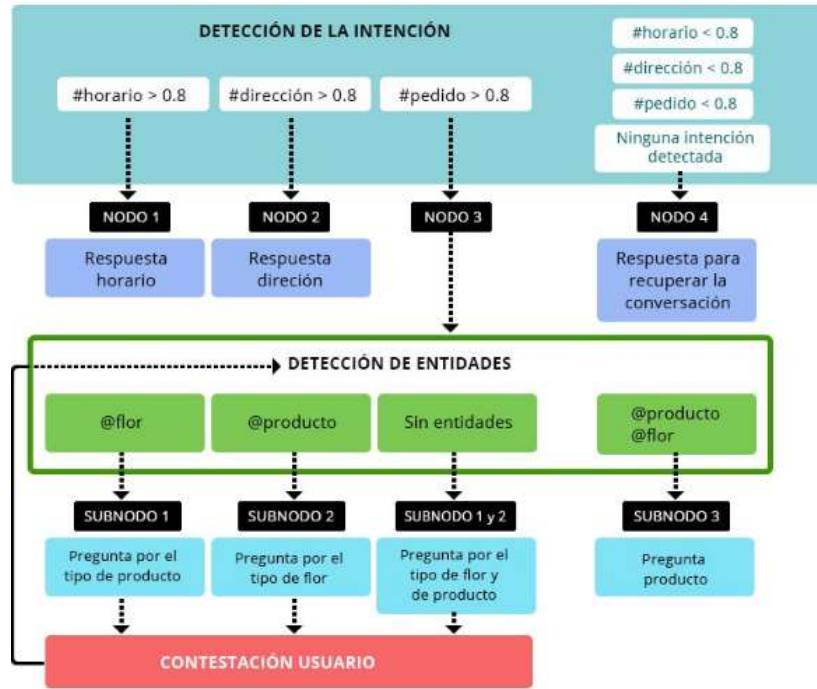 DETECCIÓN DE LA INTENCIÓN
#horario > 0.8
#dirección > 0.8
#pedido > 0.8
#horario < 0.8
#dirección < 0.8
#pedido < 0.8
Ninguna intención
detectada
NODO 1
NODO 2
NODO 3
NODO 4
Respuesta
horario
Respuesta
direción
Respuesta para
recuperar la
conversación
DETECCIÓN DE ENTIDADES
@flor
@producto
Sin entidades
@producto
@flor
SUBNODO 1
SUBNODO 2
SUBNODO 1 y 2
SUBNODO 3
Pregunta por el
tipo de producto
Pregunta por el
tipo de flor
Pregunta por el
tipo de flor y
de producto
Pregunta
producto
CONTESTACIÓN USUARIO